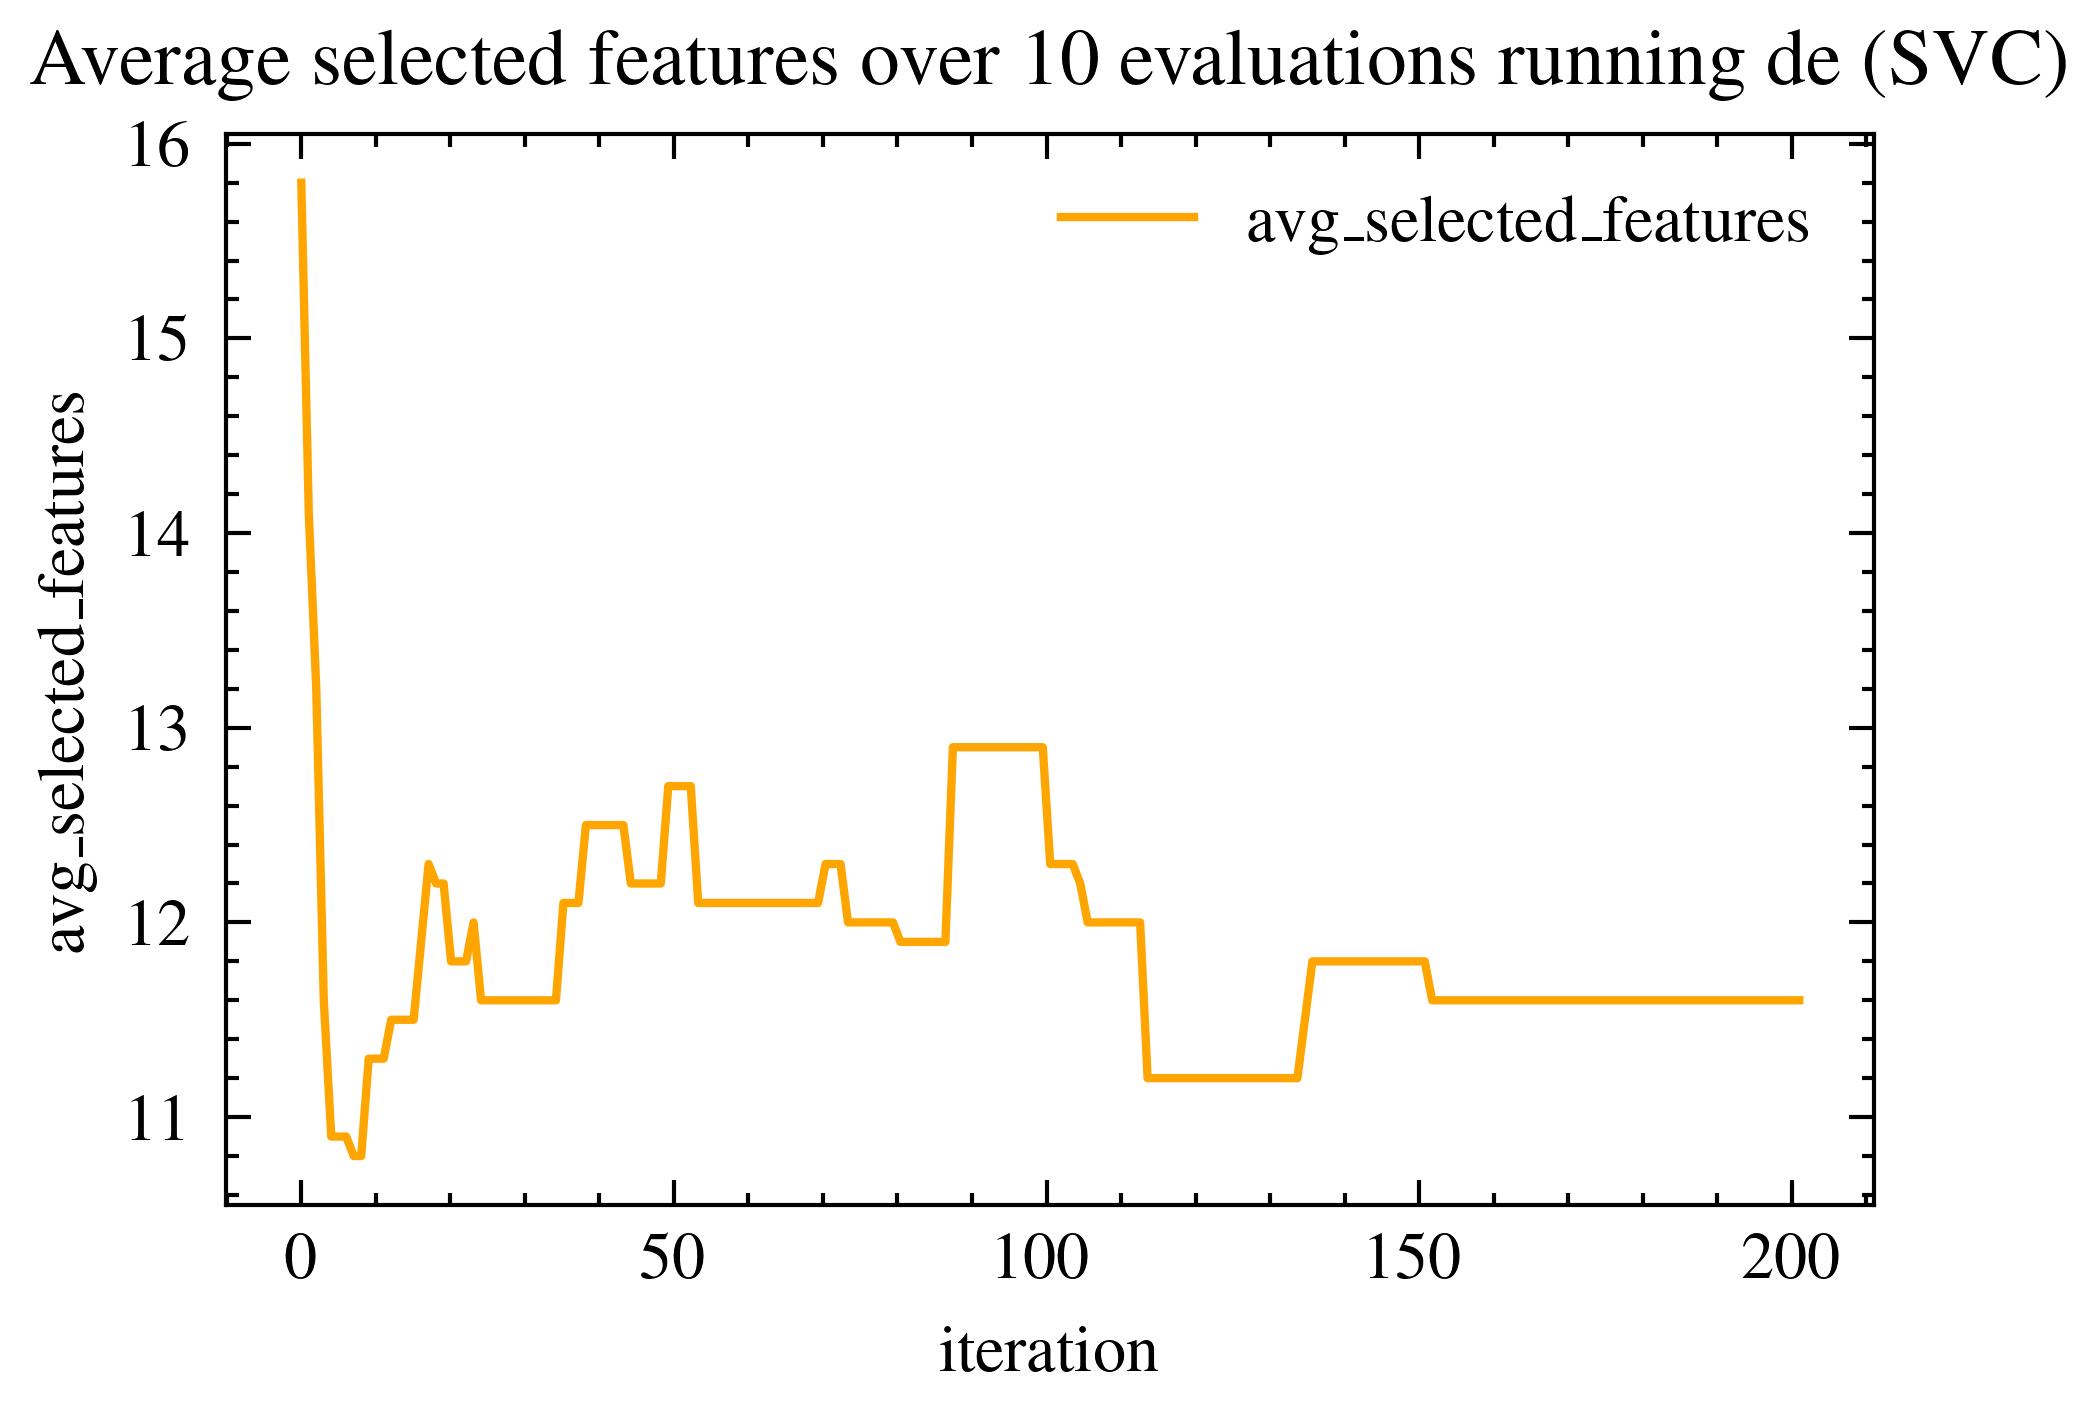 Average selected features over 10 evaluations running de (SVC)
avg_selected_features
16
15
14
13
12
11
avg_selected_features
0 50 100 150 200
iteration